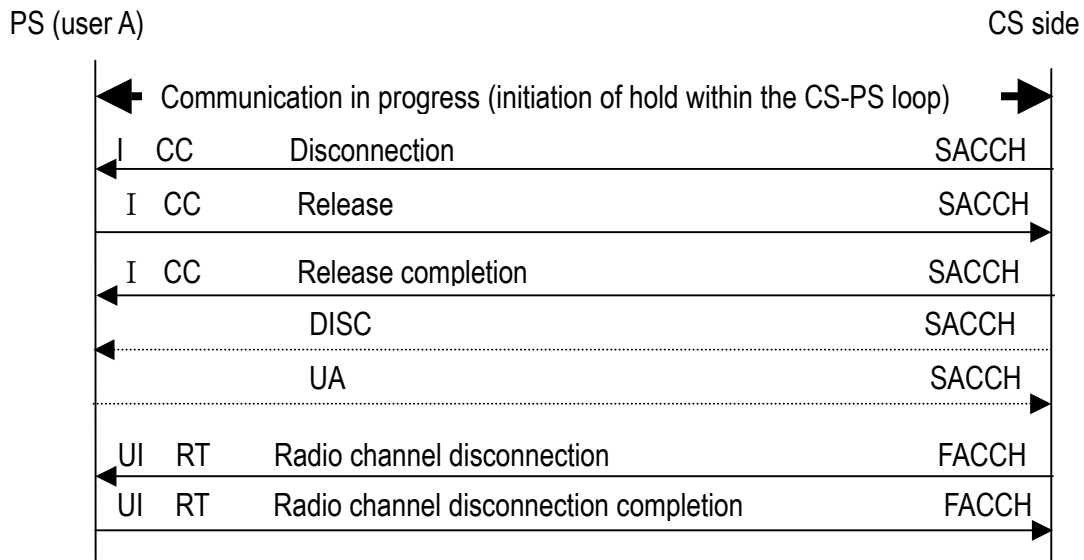 PS (user A) CS side
Communication in progress (initiation of hold within the CS-PS loop)
I CC Disconnection SACCH
I CC Release SACCH
I CC Release completion SACCH
DISC SACCH
UA SACCH
UI RT Radio channel disconnection FACCH
UI RT Radio channel disconnection completion FACCH